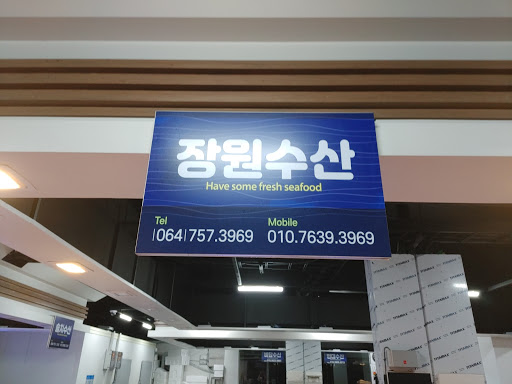 장원수산
Have some fresh seafood
Tel
Mobile
|064|757.3969
010.7639.3969